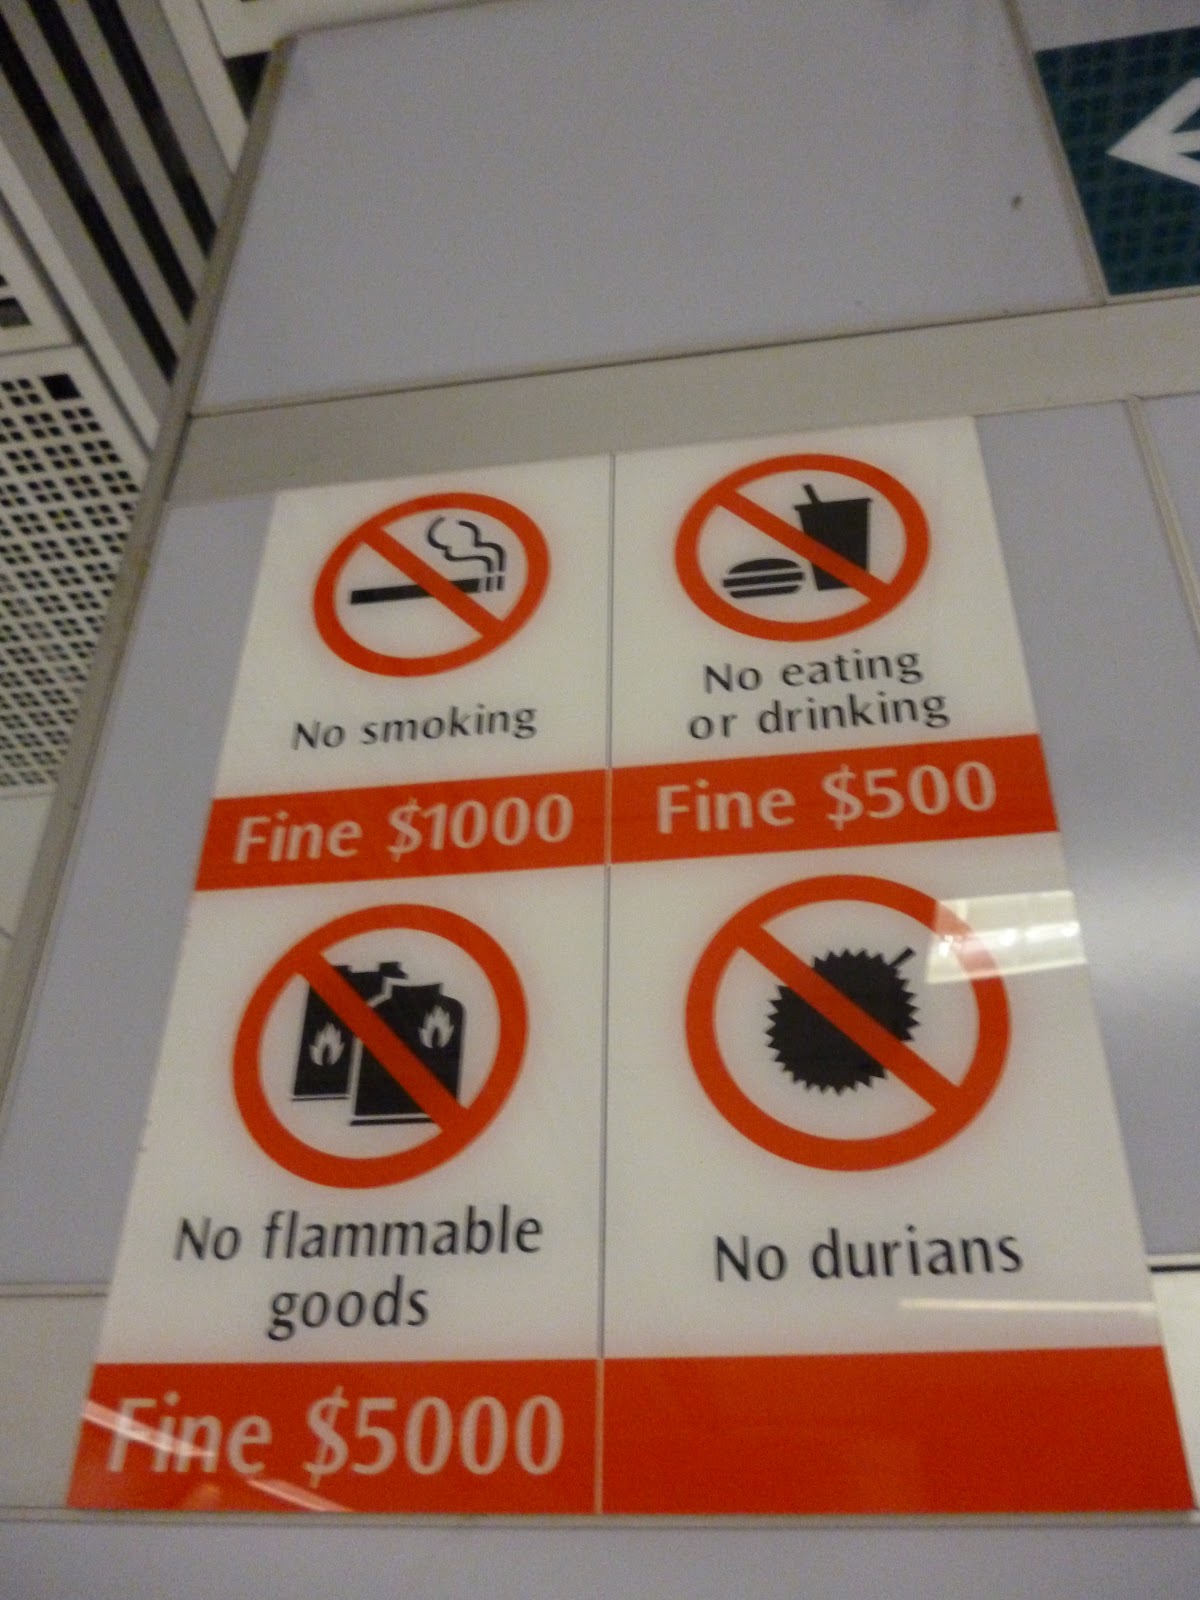 No smoking
Fine $1000
No eating
or drinking
Fine $500
No flammable
goods
Fine $5000
No durians